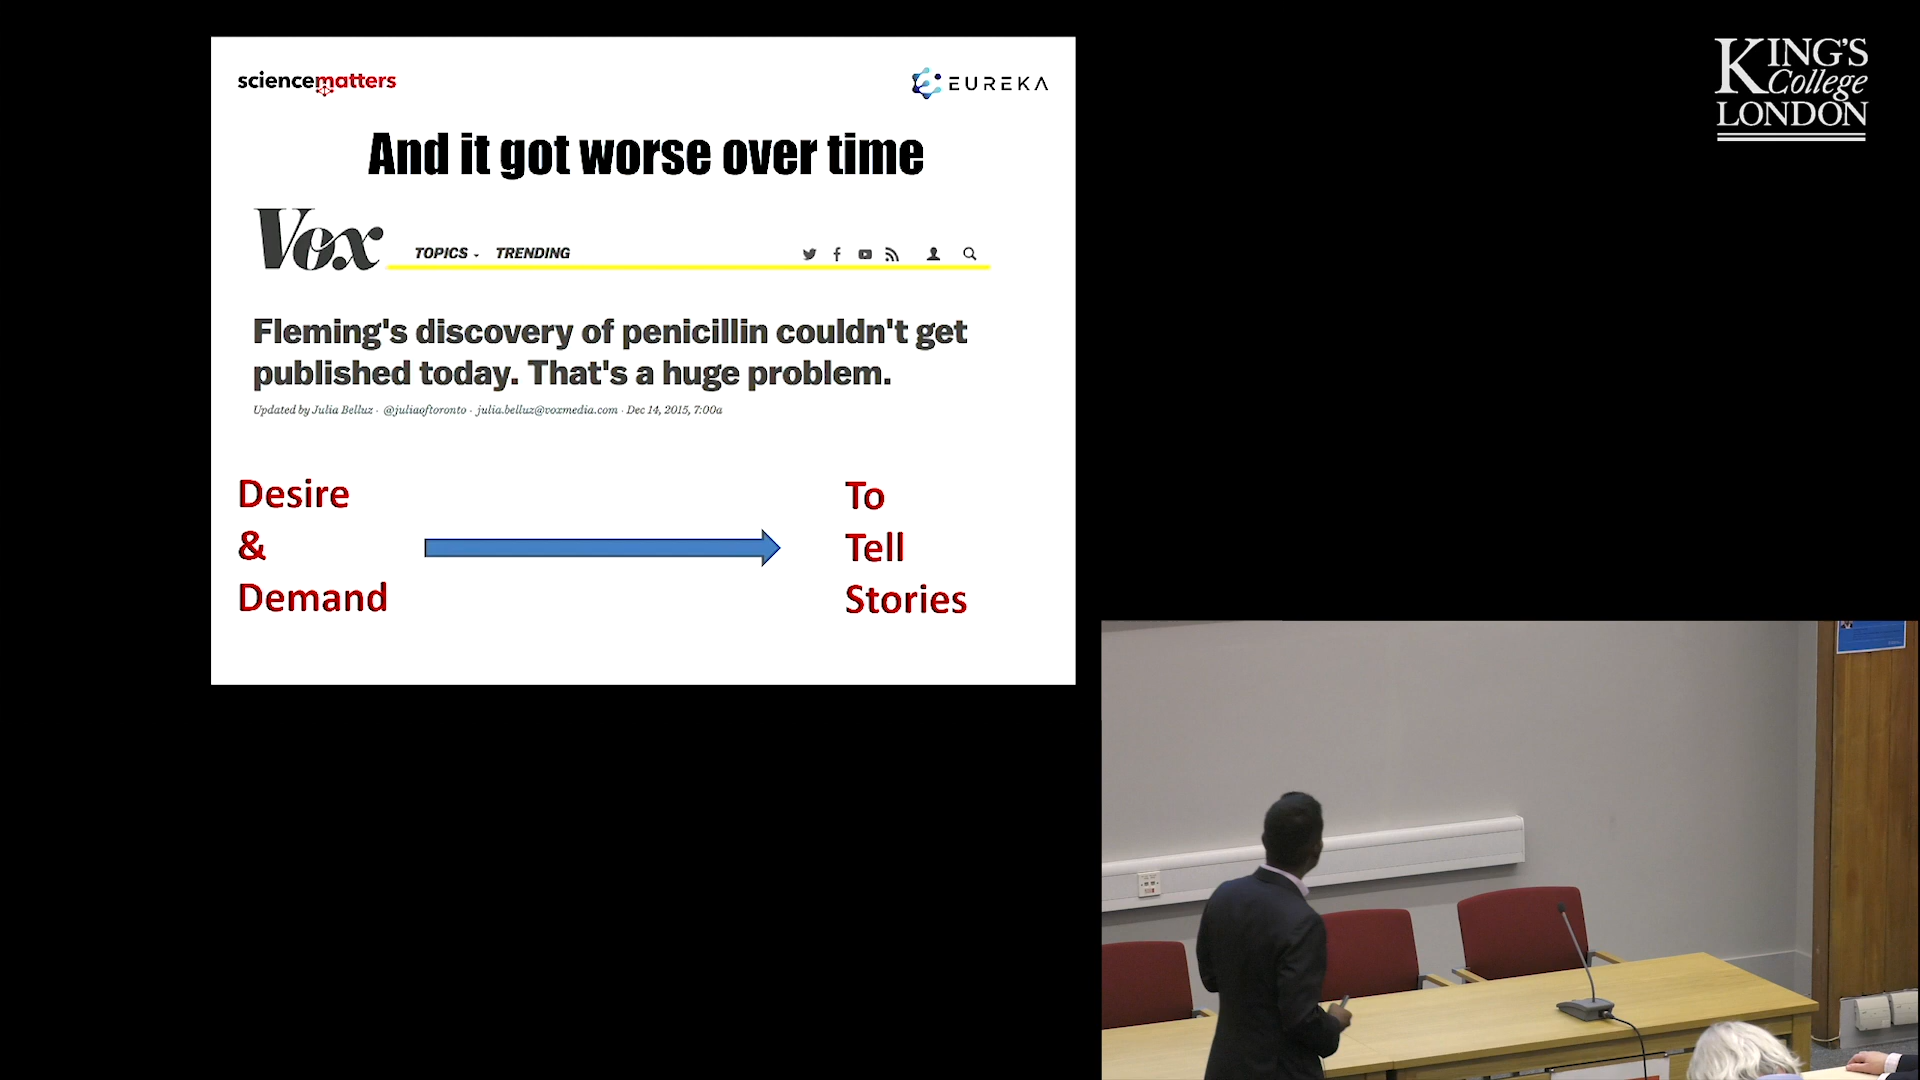 sciencematters
EUREKA
KING'S
College
LONDON
And it got worse over time
Vox
TOPICS
TRENDING
Fleming's discovery of penicillin couldn't get
published today. That's a huge problem.
Updated by Julia Belluz · @juliaoftoronto · julia.belluz@voxmedia.com · Dec 14, 2015, 7:00a
Desire
&
Demand
To
Tell
Stories